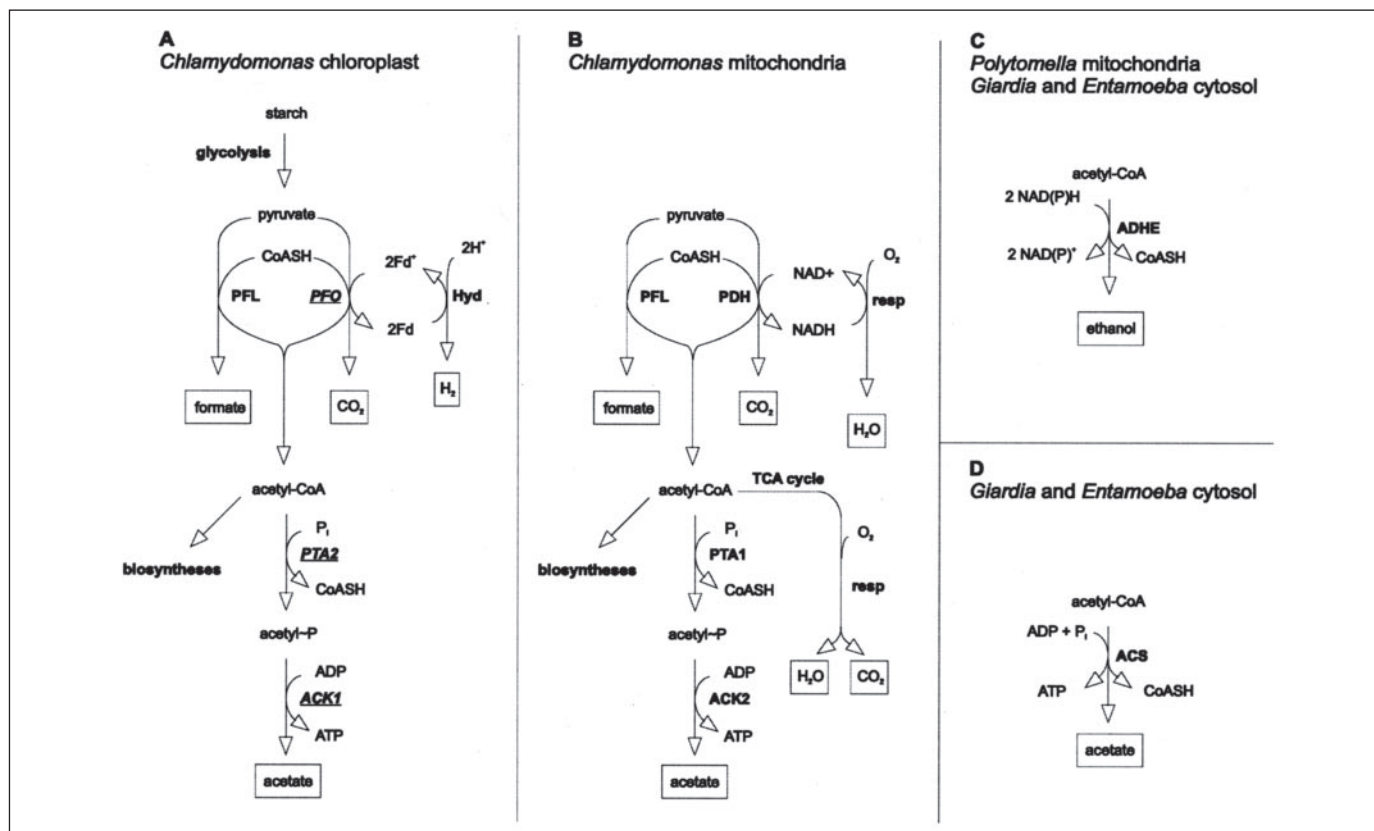 A
Chlamydomonas chloroplast
starch
glycolysis
pyruvate
CoASH
2H⁺
2Fd⁺
PFL
PFO
Hyd
2Fd
H₂
formate
CO₂
acetyl-CoA
Pᵢ
PTA2
biosyntheses
CoASH
acetyl~P
ADP
ACK1
ATP
acetate
B
Chlamydomonas mitochondria
pyruvate
CoASH
O₂
NAD+
PFL
PDH
resp
NADH
formate
CO₂
H₂O
TCA cycle
acetyl-CoA
Pᵢ
O₂
PTA1
biosyntheses
CoASH
resp
acetyl~P
H₂O
CO₂
ADP
ACK2
ATP
acetate
C
Polytomella mitochondria
Giardia and Entamoeba cytosol
acetyl-CoA
2 NAD(P)H
ADHE
2 NAD(P)⁺
CoASH
ethanol
D
Giardia and Entamoeba cytosol
acetyl-CoA
ADP + Pᵢ
ACS
ATP
CoASH
acetate